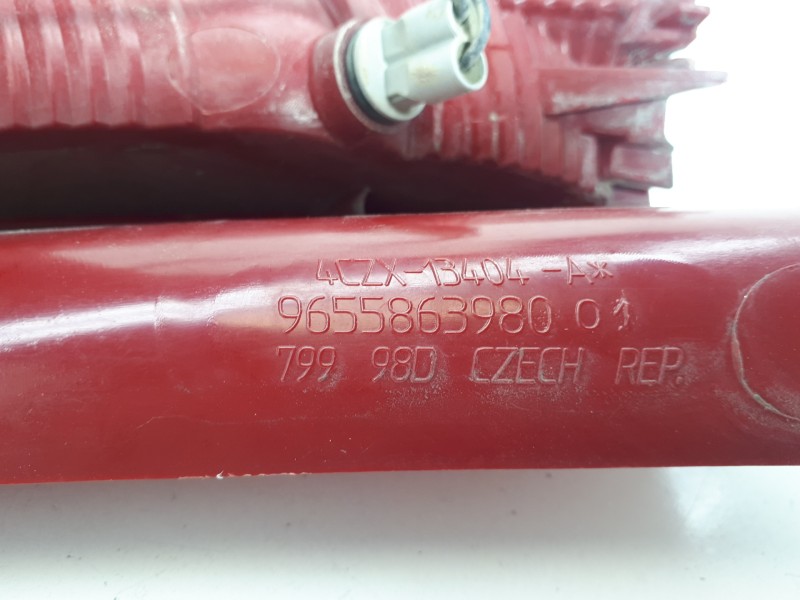 4CZX-13404-A*
9655863980 01
799 98D CZECH REP.